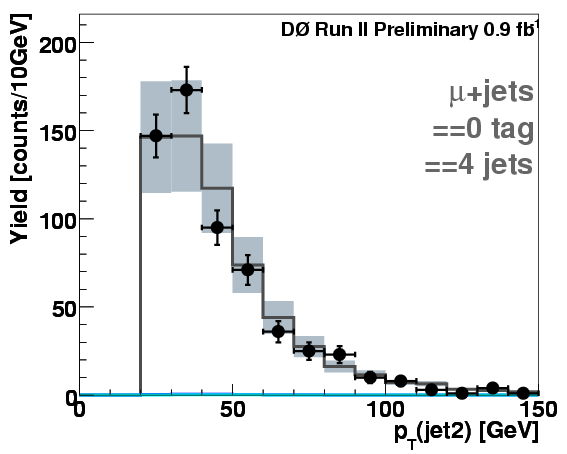 DØ Run II Preliminary 0.9 fb⁻¹
μ+jets
==0 tag
==4 jets
Yield [counts/10GeV]
200
150
100
50
0
0 50 100 150
p_T(jet2) [GeV]